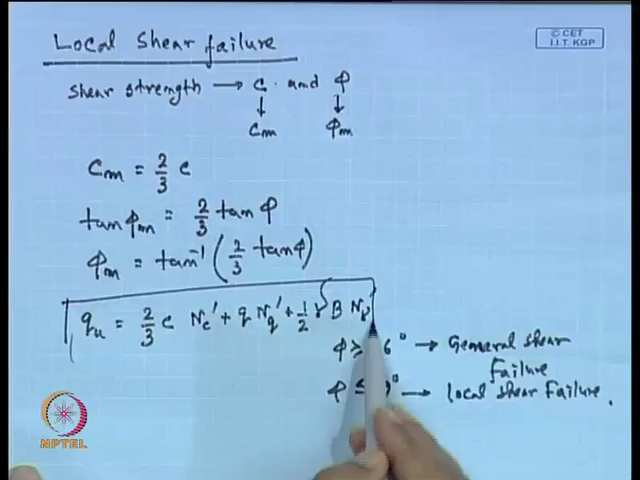 Local Shear failure
© CET
I.I.T. KGP
Shear strength → c and φ
↓ ↓
cm φm
cm = 2/3 c
tan φm = 2/3 tan φ
φm = tan⁻¹ (2/3 tan φ)
qu = 2/3 c Nc' + q Nq' + 1/2 γ B Nγ
φ ≥ 6° → General shear
Failure
φ ≤ 9° → local shear Failure.
NPTEL